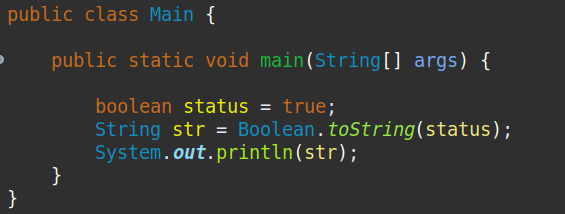 public class Main {
public static void main(String[] args) {
boolean status = true;
String str = Boolean.toString(status);
System.out.println(str);
}
}